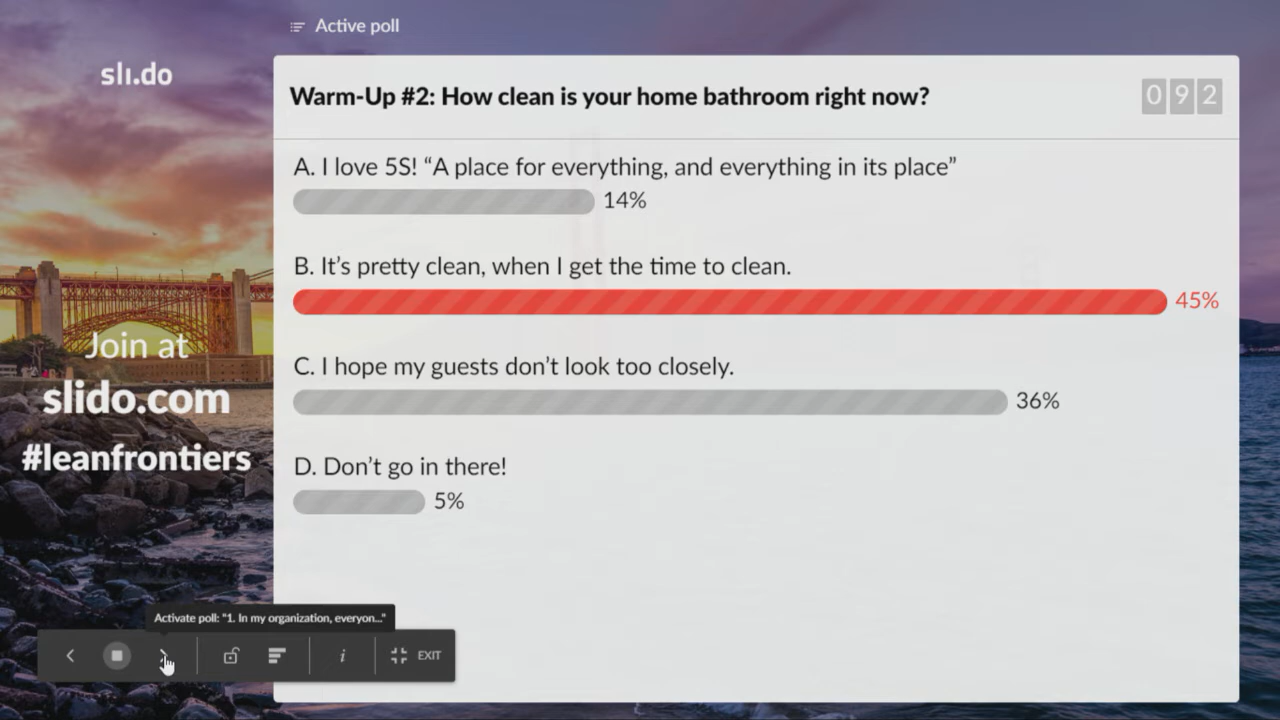 Active poll
slı.do
Warm-Up #2: How clean is your home bathroom right now?
092
A. I love 5S! “A place for everything, and everything in its place”
14%
B. It’s pretty clean, when I get the time to clean.
45%
C. I hope my guests don’t look too closely.
36%
D. Don’t go in there!
5%
Join at
slido.com
#leanfrontiers
Activate poll: "1. In my organization, everyon..."
i
EXIT